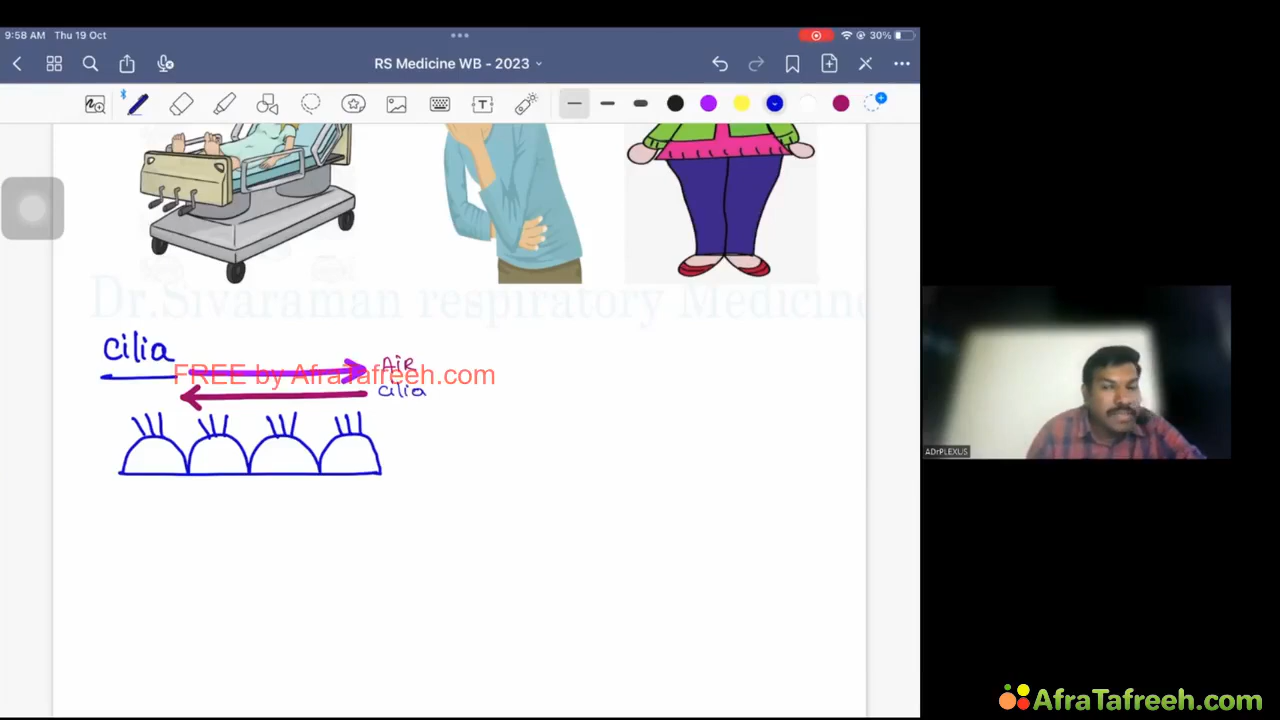 9:58 AM Thu 19 Oct
30%
RS Medicine WB - 2023
T
Dr.Sivaraman respiratory Medicine
cilia
AIR
FREE by AfraTafreeh.com
cilia
ADrPLEXUS
AfraTafreeh.com